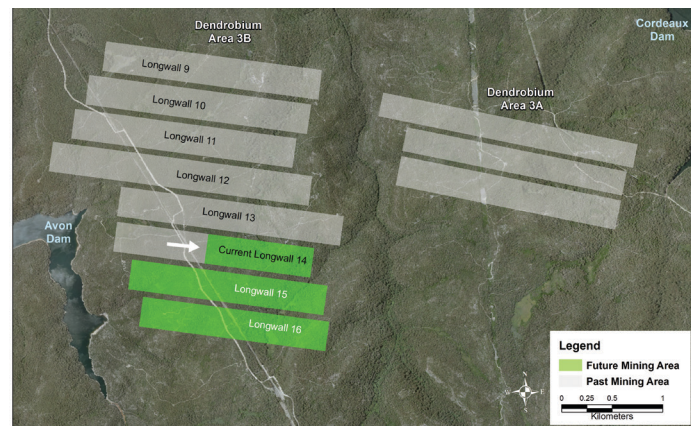 Dendrobium
Area 3B
Cordeaux
Dam
Longwall 9
Dendrobium
Area 3A
Longwall 10
Longwall 11
Longwall 12
Longwall 13
Avon
Dam
Current Longwall 14
Longwall 15
Longwall 16
Legend
Future Mining Area
Past Mining Area
N
W
E
S
0 0.25 0.5 1
Kilometers